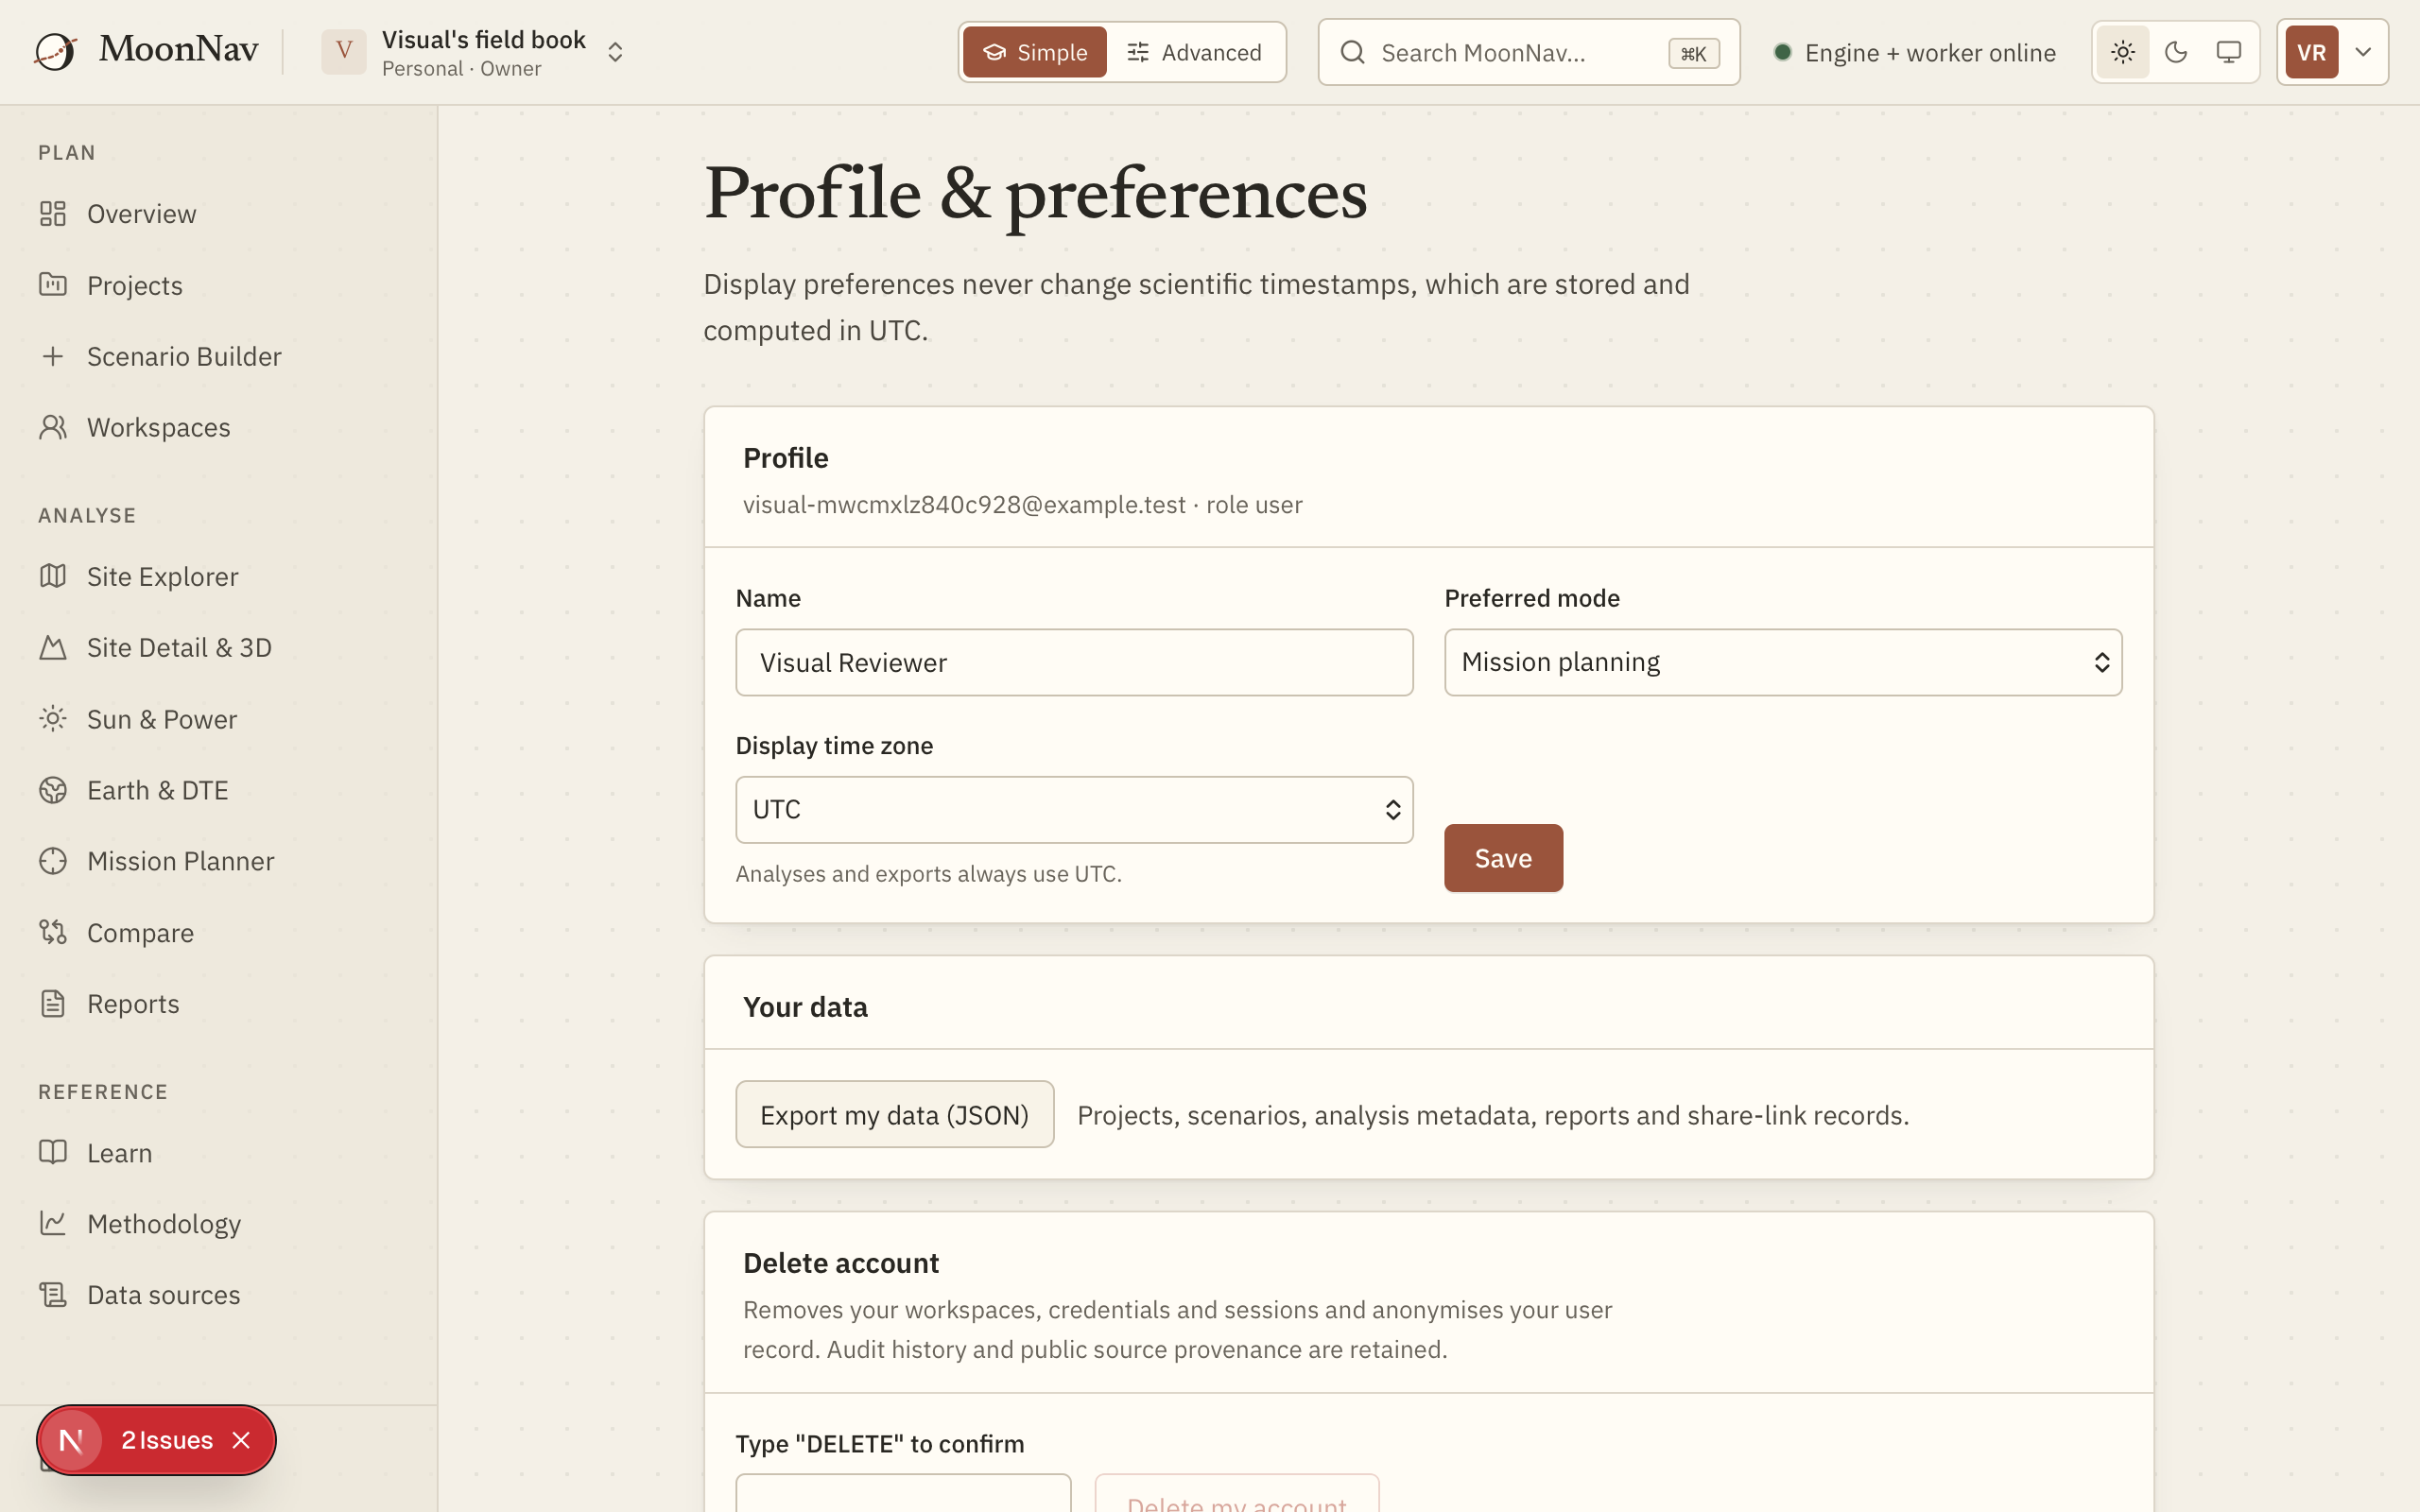 MoonNav
V
Visual's field book
Personal · Owner
Simple
Advanced
Search MoonNav...
⌘K
Engine + worker online
VR
PLAN
Overview
Projects
Scenario Builder
Workspaces
ANALYSE
Site Explorer
Site Detail & 3D
Sun & Power
Earth & DTE
Mission Planner
Compare
Reports
REFERENCE
Learn
Methodology
Data sources
N
2 Issues
Profile & preferences
Display preferences never change scientific timestamps, which are stored and
computed in UTC.
Profile
visual-mwcmxlz840c928@example.test · role user
Name
Preferred mode
Visual Reviewer
Mission planning
Display time zone
UTC
Analyses and exports always use UTC.
Save
Your data
Export my data (JSON)
Projects, scenarios, analysis metadata, reports and share-link records.
Delete account
Removes your workspaces, credentials and sessions and anonymises your user
record. Audit history and public source provenance are retained.
Type "DELETE" to confirm
Delete my account